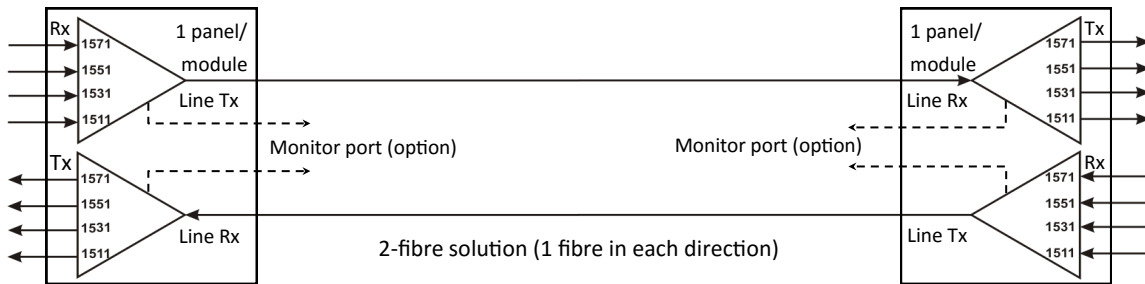 Rx
1571
1551
1531
1511
1 panel/
module
Line Tx
Monitor port (option)
Tx
1571
1551
1531
1511
Line Rx
2-fibre solution (1 fibre in each direction)
1 panel/
module
Line Rx
Tx
1571
1551
1531
1511
Monitor port (option)
Rx
1571
1551
1531
1511
Line Tx